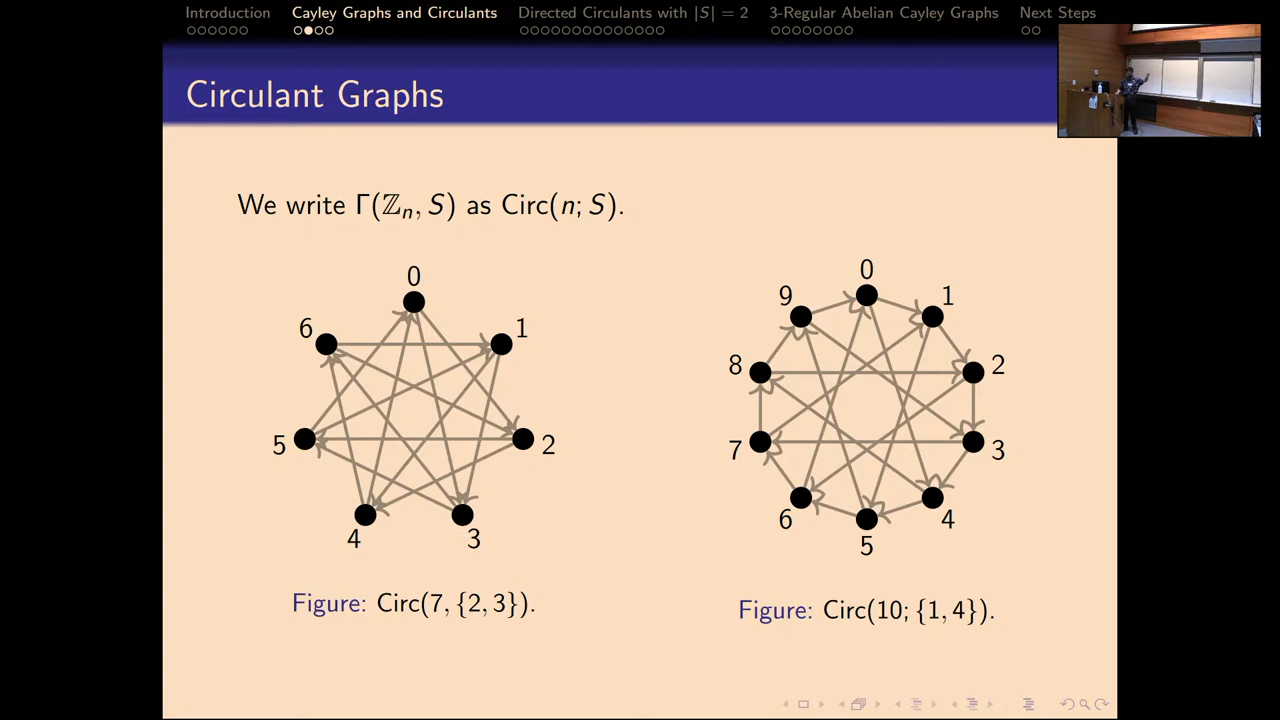 Introduction Cayley Graphs and Circulants Directed Circulants with |S| = 2 3-Regular Abelian Cayley Graphs Next Steps
Circulant Graphs
We write Γ(ℤₙ, S) as Circ(n; S).
0
6 1
5 2
4 3
Figure: Circ(7, {2, 3}).
0
9 1
8 2
7 3
6 4
5
Figure: Circ(10; {1, 4}).